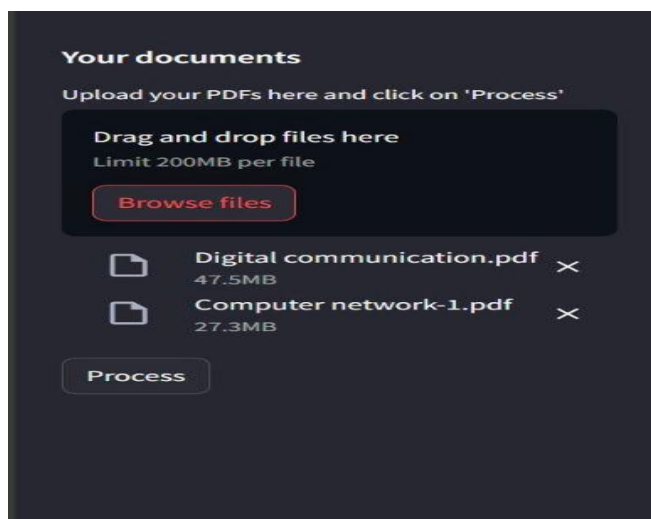 Your documents
Upload your PDFs here and click on 'Process'
Drag and drop files here
Limit 200MB per file
Browse files
Digital communication.pdf
47.5MB
Computer network-1.pdf
27.3MB
Process